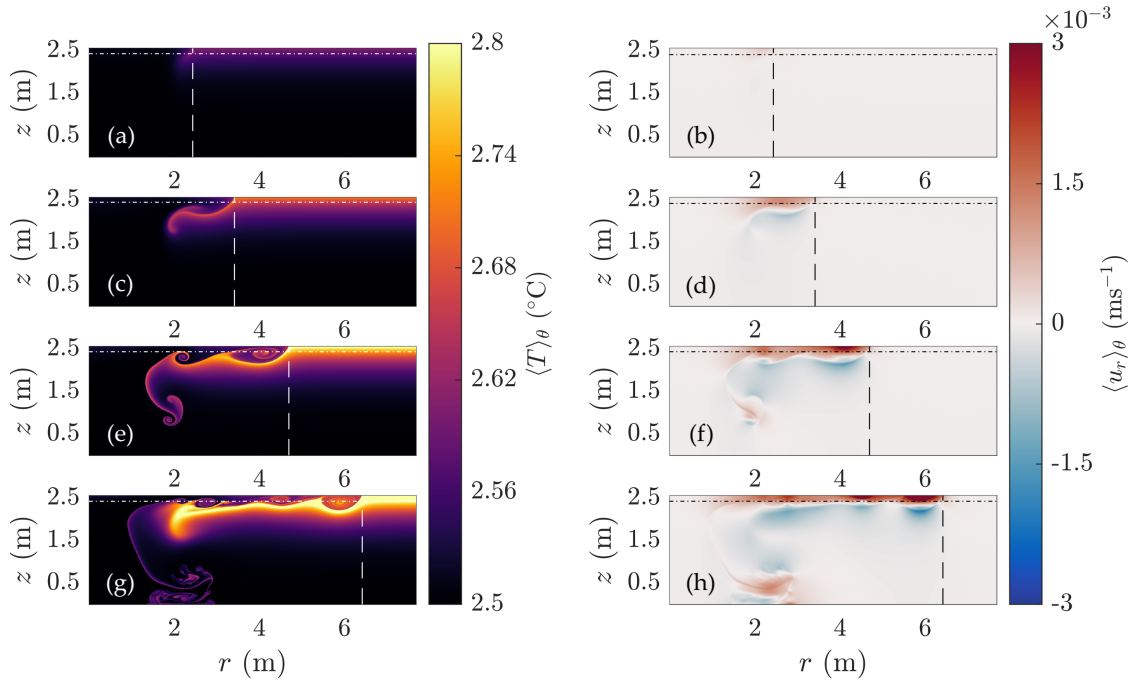 ×10⁻³
2.5
1.5
0.5
z (m)
(a)
2 4 6
2.5
1.5
0.5
z (m)
(c)
2 4 6
2.5
1.5
0.5
z (m)
(e)
2 4 6
2.5
1.5
0.5
z (m)
(g)
2 4 6
r (m)
2.8
2.74
2.68
2.62
2.56
2.5
⟨T⟩θ (°C)
2.5
1.5
0.5
z (m)
(b)
2 4 6
2.5
1.5
0.5
z (m)
(d)
2 4 6
2.5
1.5
0.5
z (m)
(f)
2 4 6
2.5
1.5
0.5
z (m)
(h)
2 4 6
r (m)
3
1.5
0
-1.5
-3
⟨uᵣ⟩θ (ms⁻¹)